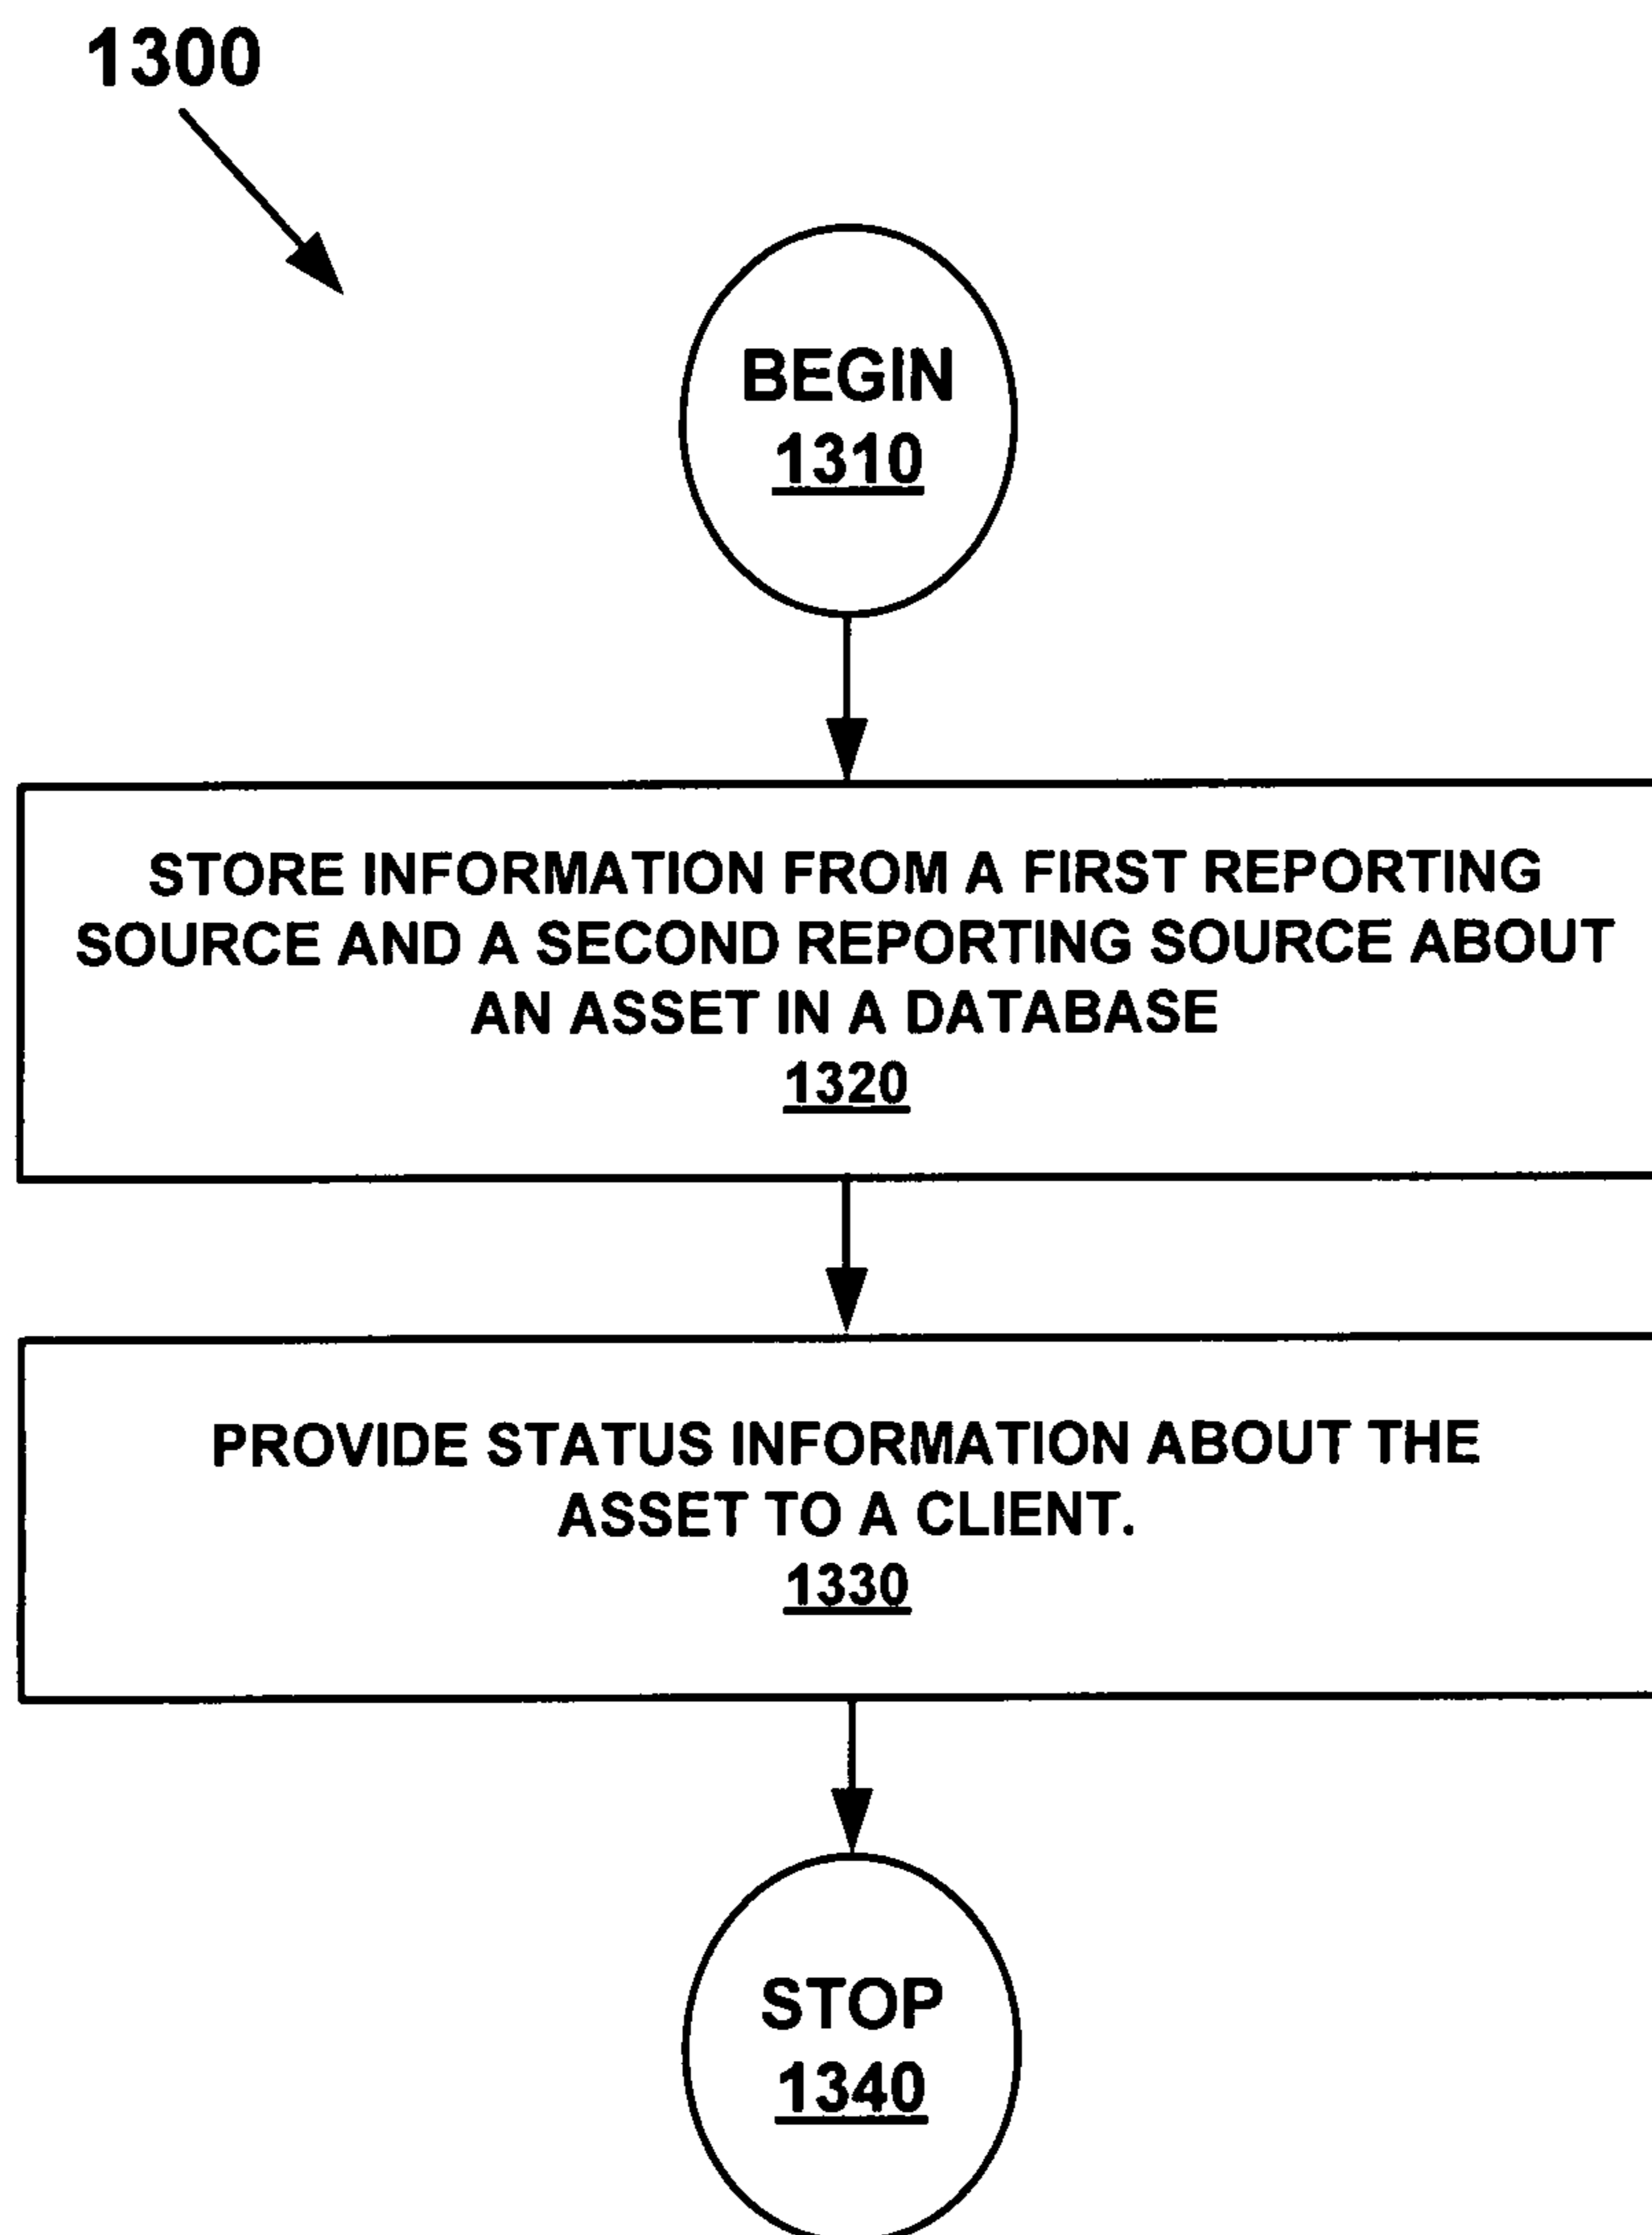 1300
BEGIN
1310
STORE INFORMATION FROM A FIRST REPORTING
SOURCE AND A SECOND REPORTING SOURCE ABOUT
AN ASSET IN A DATABASE
1320
PROVIDE STATUS INFORMATION ABOUT THE
ASSET TO A CLIENT.
1330
STOP
1340